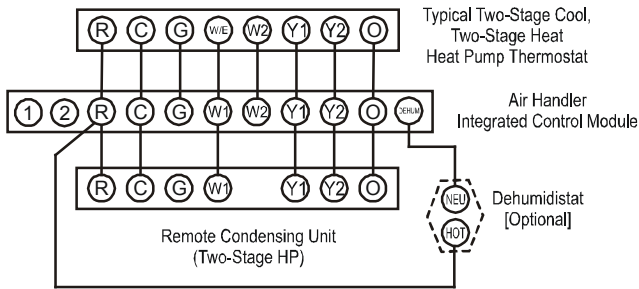 R C G W/E W2 Y1 Y2 O
Typical Two-Stage Cool,
Two-Stage Heat
Heat Pump Thermostat
1 2 R C G W1 W2 Y1 Y2 O DEHUM
Air Handler
Integrated Control Module
R C G W1 Y1 Y2 O
NEU
HOT
Dehumidistat
[Optional]
Remote Condensing Unit
(Two-Stage HP)